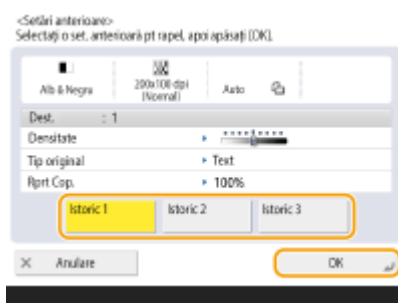 <Setări anterioare>
Selectați o set. anterioară pt rapel, apoi apăsați [OK].
Alb & Negru
200x100 dpi
(Normal)
Auto
Dest. : 1
Densitate
Tip original ▸ Text
Rprt Cop. ▸ 100%
Istoric 1 Istoric 2 Istoric 3
× Anulare OK